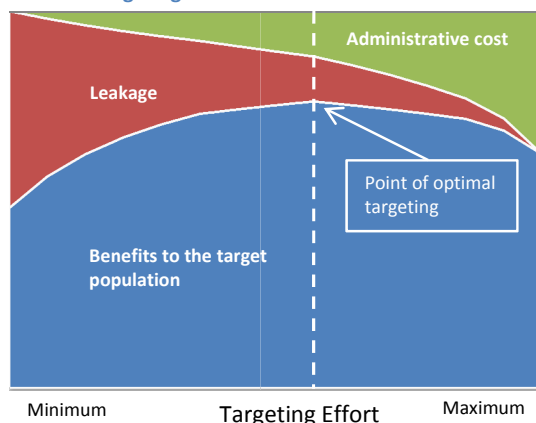 Administrative cost
Leakage
Point of optimal
targeting
Benefits to the target
population
Minimum
Targeting Effort
Maximum